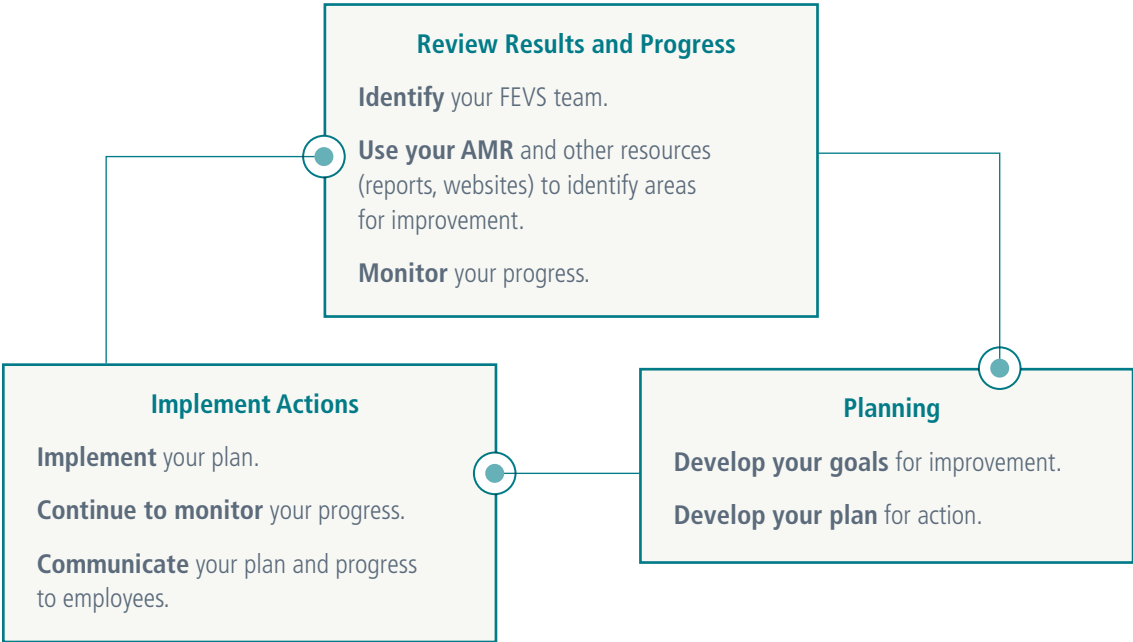 Review Results and Progress
Identify your FEVS team.
Use your AMR and other resources
(reports, websites) to identify areas
for improvement.
Monitor your progress.
Implement Actions
Implement your plan.
Continue to monitor your progress.
Communicate your plan and progress
to employees.
Planning
Develop your goals for improvement.
Develop your plan for action.